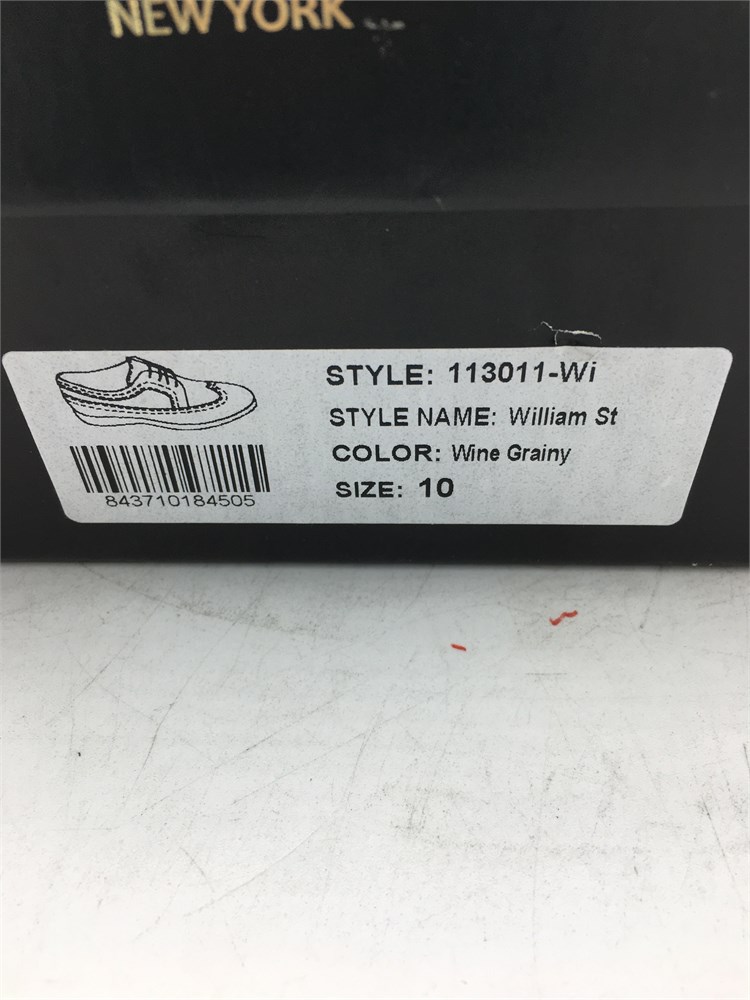 NEW YORK
STYLE: 113011-Wi
STYLE NAME: William St
COLOR: Wine Grainy
SIZE: 10
843710184505